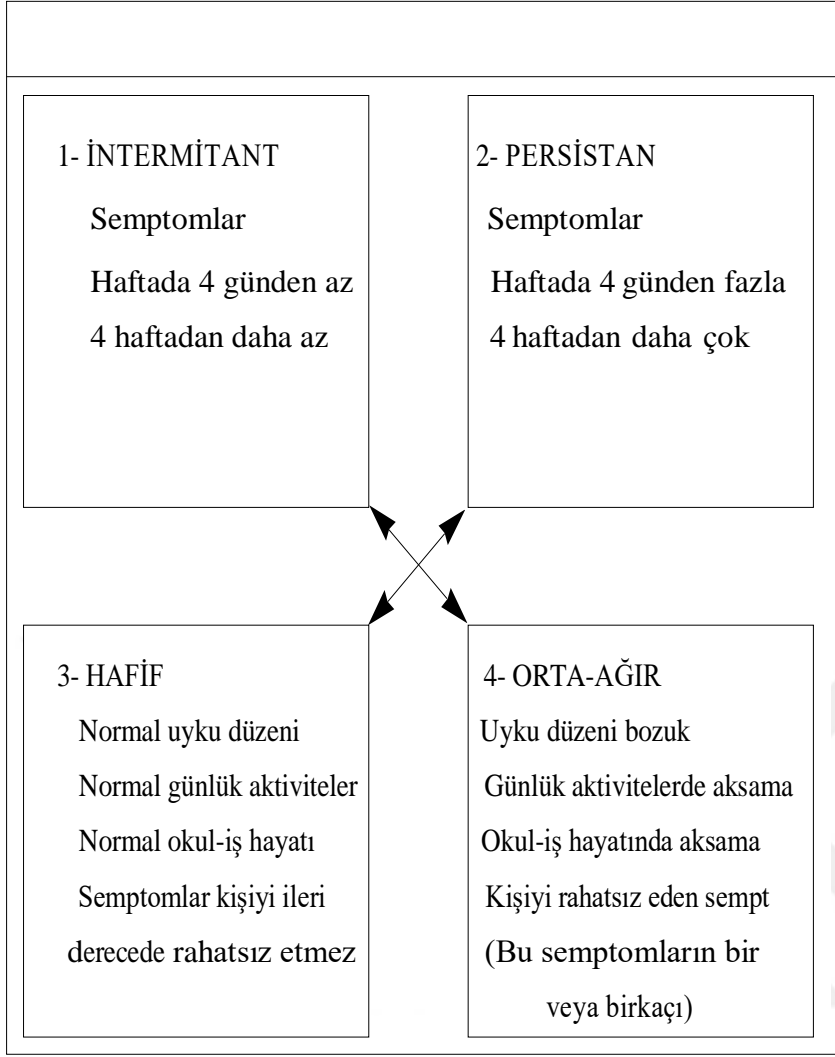 1- İNTERMİTANT
Semptomlar
Haftada 4 günden az
4 haftadan daha az
2- PERSİSTAN
Semptomlar
Haftada 4 günden fazla
4 haftadan daha çok
3- HAFİF
Normal uyku düzeni
Normal günlük aktiviteler
Normal okul-iş hayatı
Semptomlar kişiyi ileri
derecede rahatsız etmez
4- ORTA-AĞIR
Uyku düzeni bozuk
Günlük aktivitelerde aksama
Okul-iş hayatında aksama
Kişiyi rahatsız eden sempt
(Bu semptomların bir
veya birkaçı)